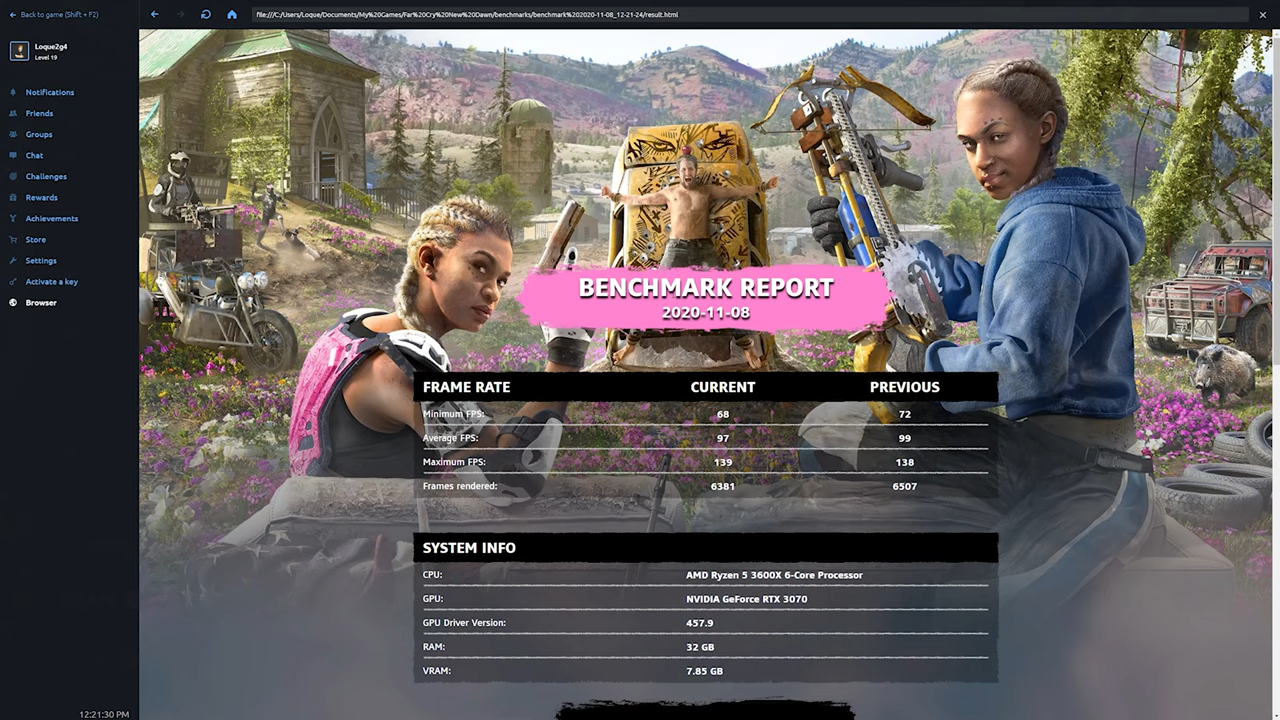 Back to game (Shift + F2)
file:///C:/Users/Loque/Documents/My%20Games/Far%20Cry%20New%20Dawn/benchmarks/benchmark%202020-11-08_12-21-24/result.html
Loque2g4
Level 19
Notifications
Friends
Groups
Chat
Challenges
Rewards
Achievements
Store
Settings
Activate a key
Browser
12:21:30 PM
BENCHMARK REPORT
2020-11-08
FRAME RATE CURRENT PREVIOUS
Minimum FPS: 68 72
Average FPS: 97 99
Maximum FPS: 139 138
Frames rendered: 6381 6507
SYSTEM INFO
CPU: AMD Ryzen 5 3600X 6-Core Processor
GPU: NVIDIA GeForce RTX 3070
GPU Driver Version: 457.9
RAM: 32 GB
VRAM: 7.85 GB